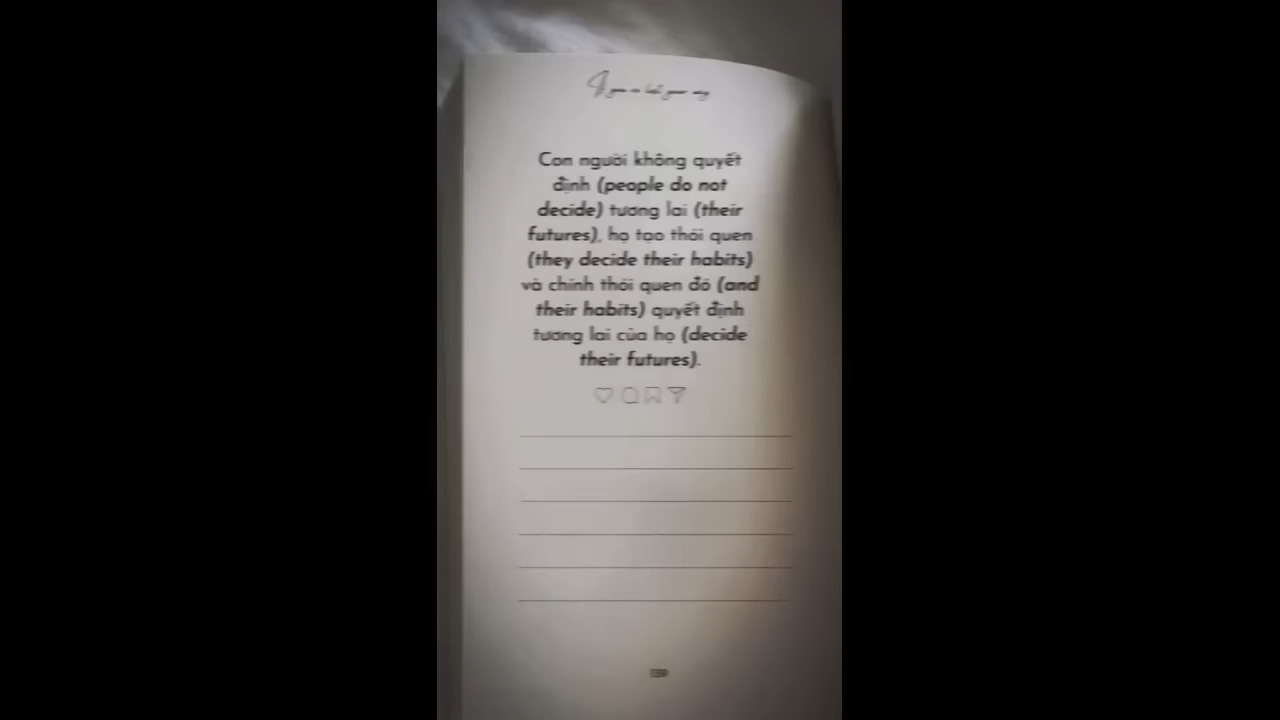 Con người không quyết
định (people do not
decide) tương lai (their
futures), họ tạo thói quen
(they decide their habits)
và chính thói quen đó (and
their habits) quyết định
tương lai của họ (decide
their futures).